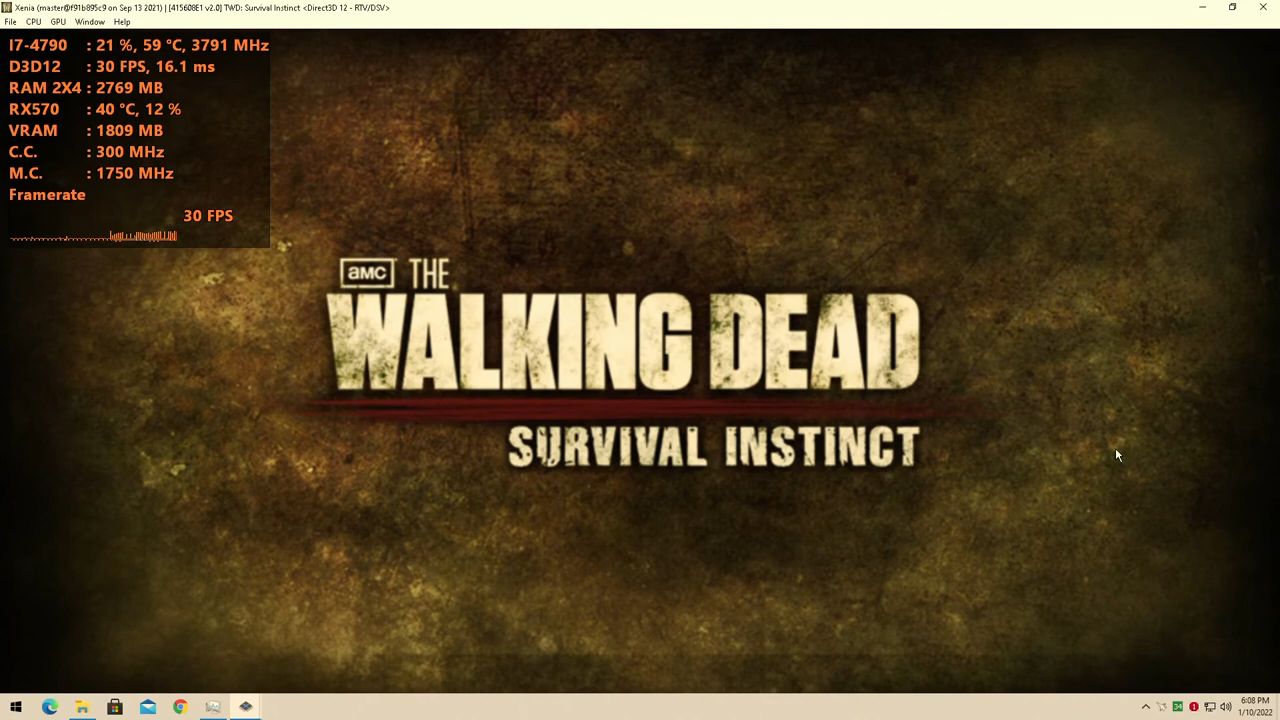 Xenia (master@f91b895c9 on Sep 13 2021) | [415608E1 v2.0] TWD: Survival Instinct <Direct3D 12 - RTV/DSV>
File CPU GPU Window Help
I7-4790 : 21 %, 59 °C, 3791 MHz
D3D12 : 30 FPS, 16.1 ms
RAM 2X4 : 2769 MB
RX570 : 40 °C, 12 %
VRAM : 1809 MB
C.C. : 300 MHz
M.C. : 1750 MHz
Framerate
30 FPS
aMC THE
WALKING DEAD
SURVIVAL INSTINCT
34 1 6:08 PM
1/10/2022